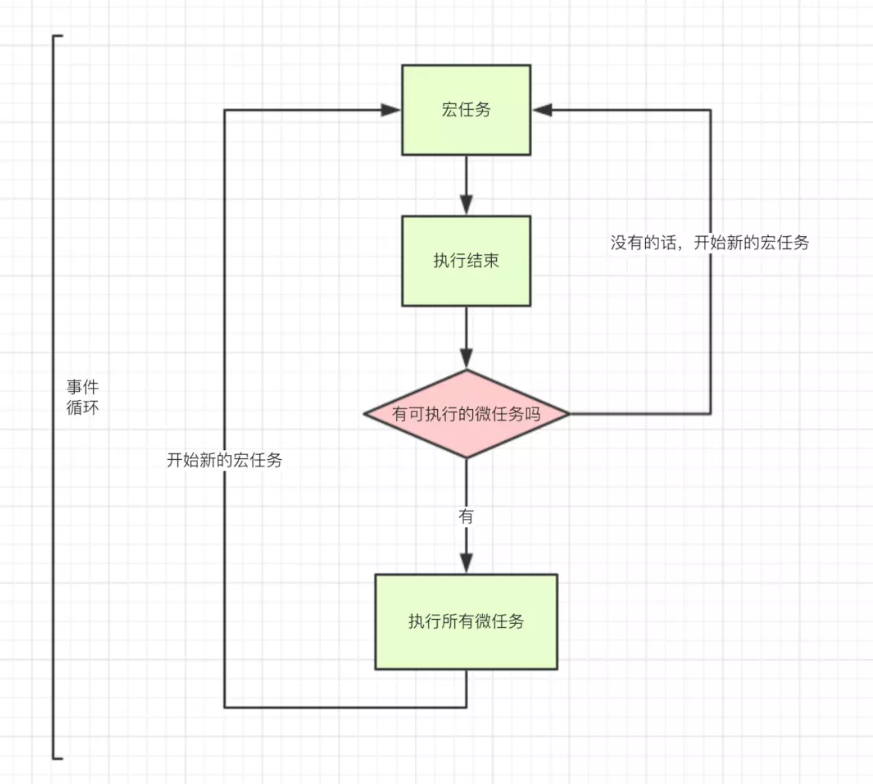 宏任务
执行结束
没有的话，开始新的宏任务
事件
循环
有可执行的微任务吗
开始新的宏任务
有
执行所有微任务